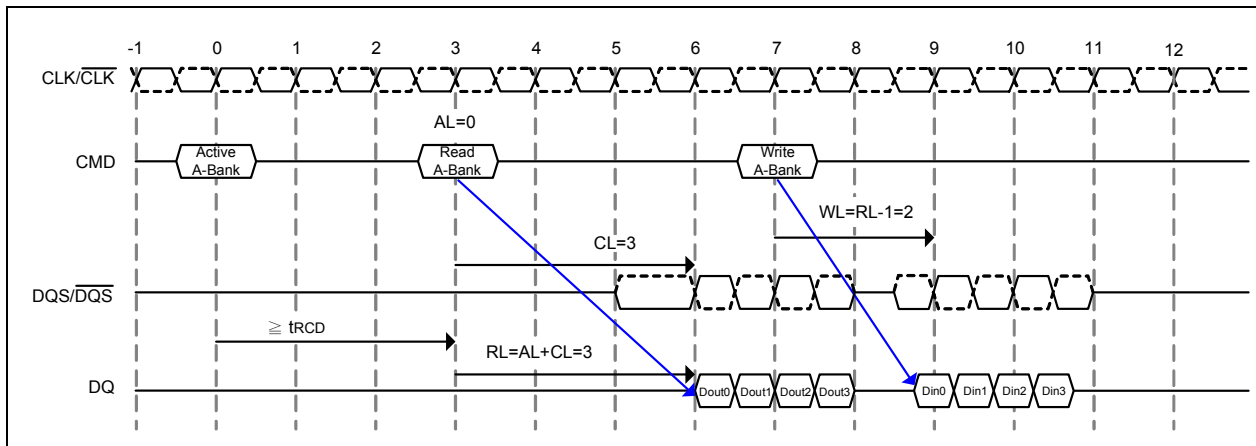 -1 0 1 2 3 4 5 6 7 8 9 10 11 12
CLK/CLK
AL=0
CMD
Active
A-Bank
Read
A-Bank
Write
A-Bank
WL=RL-1=2
CL=3
DQS/DQS
≧ tRCD
RL=AL+CL=3
DQ
Dout0 Dout1 Dout2 Dout3 Din0 Din1 Din2 Din3